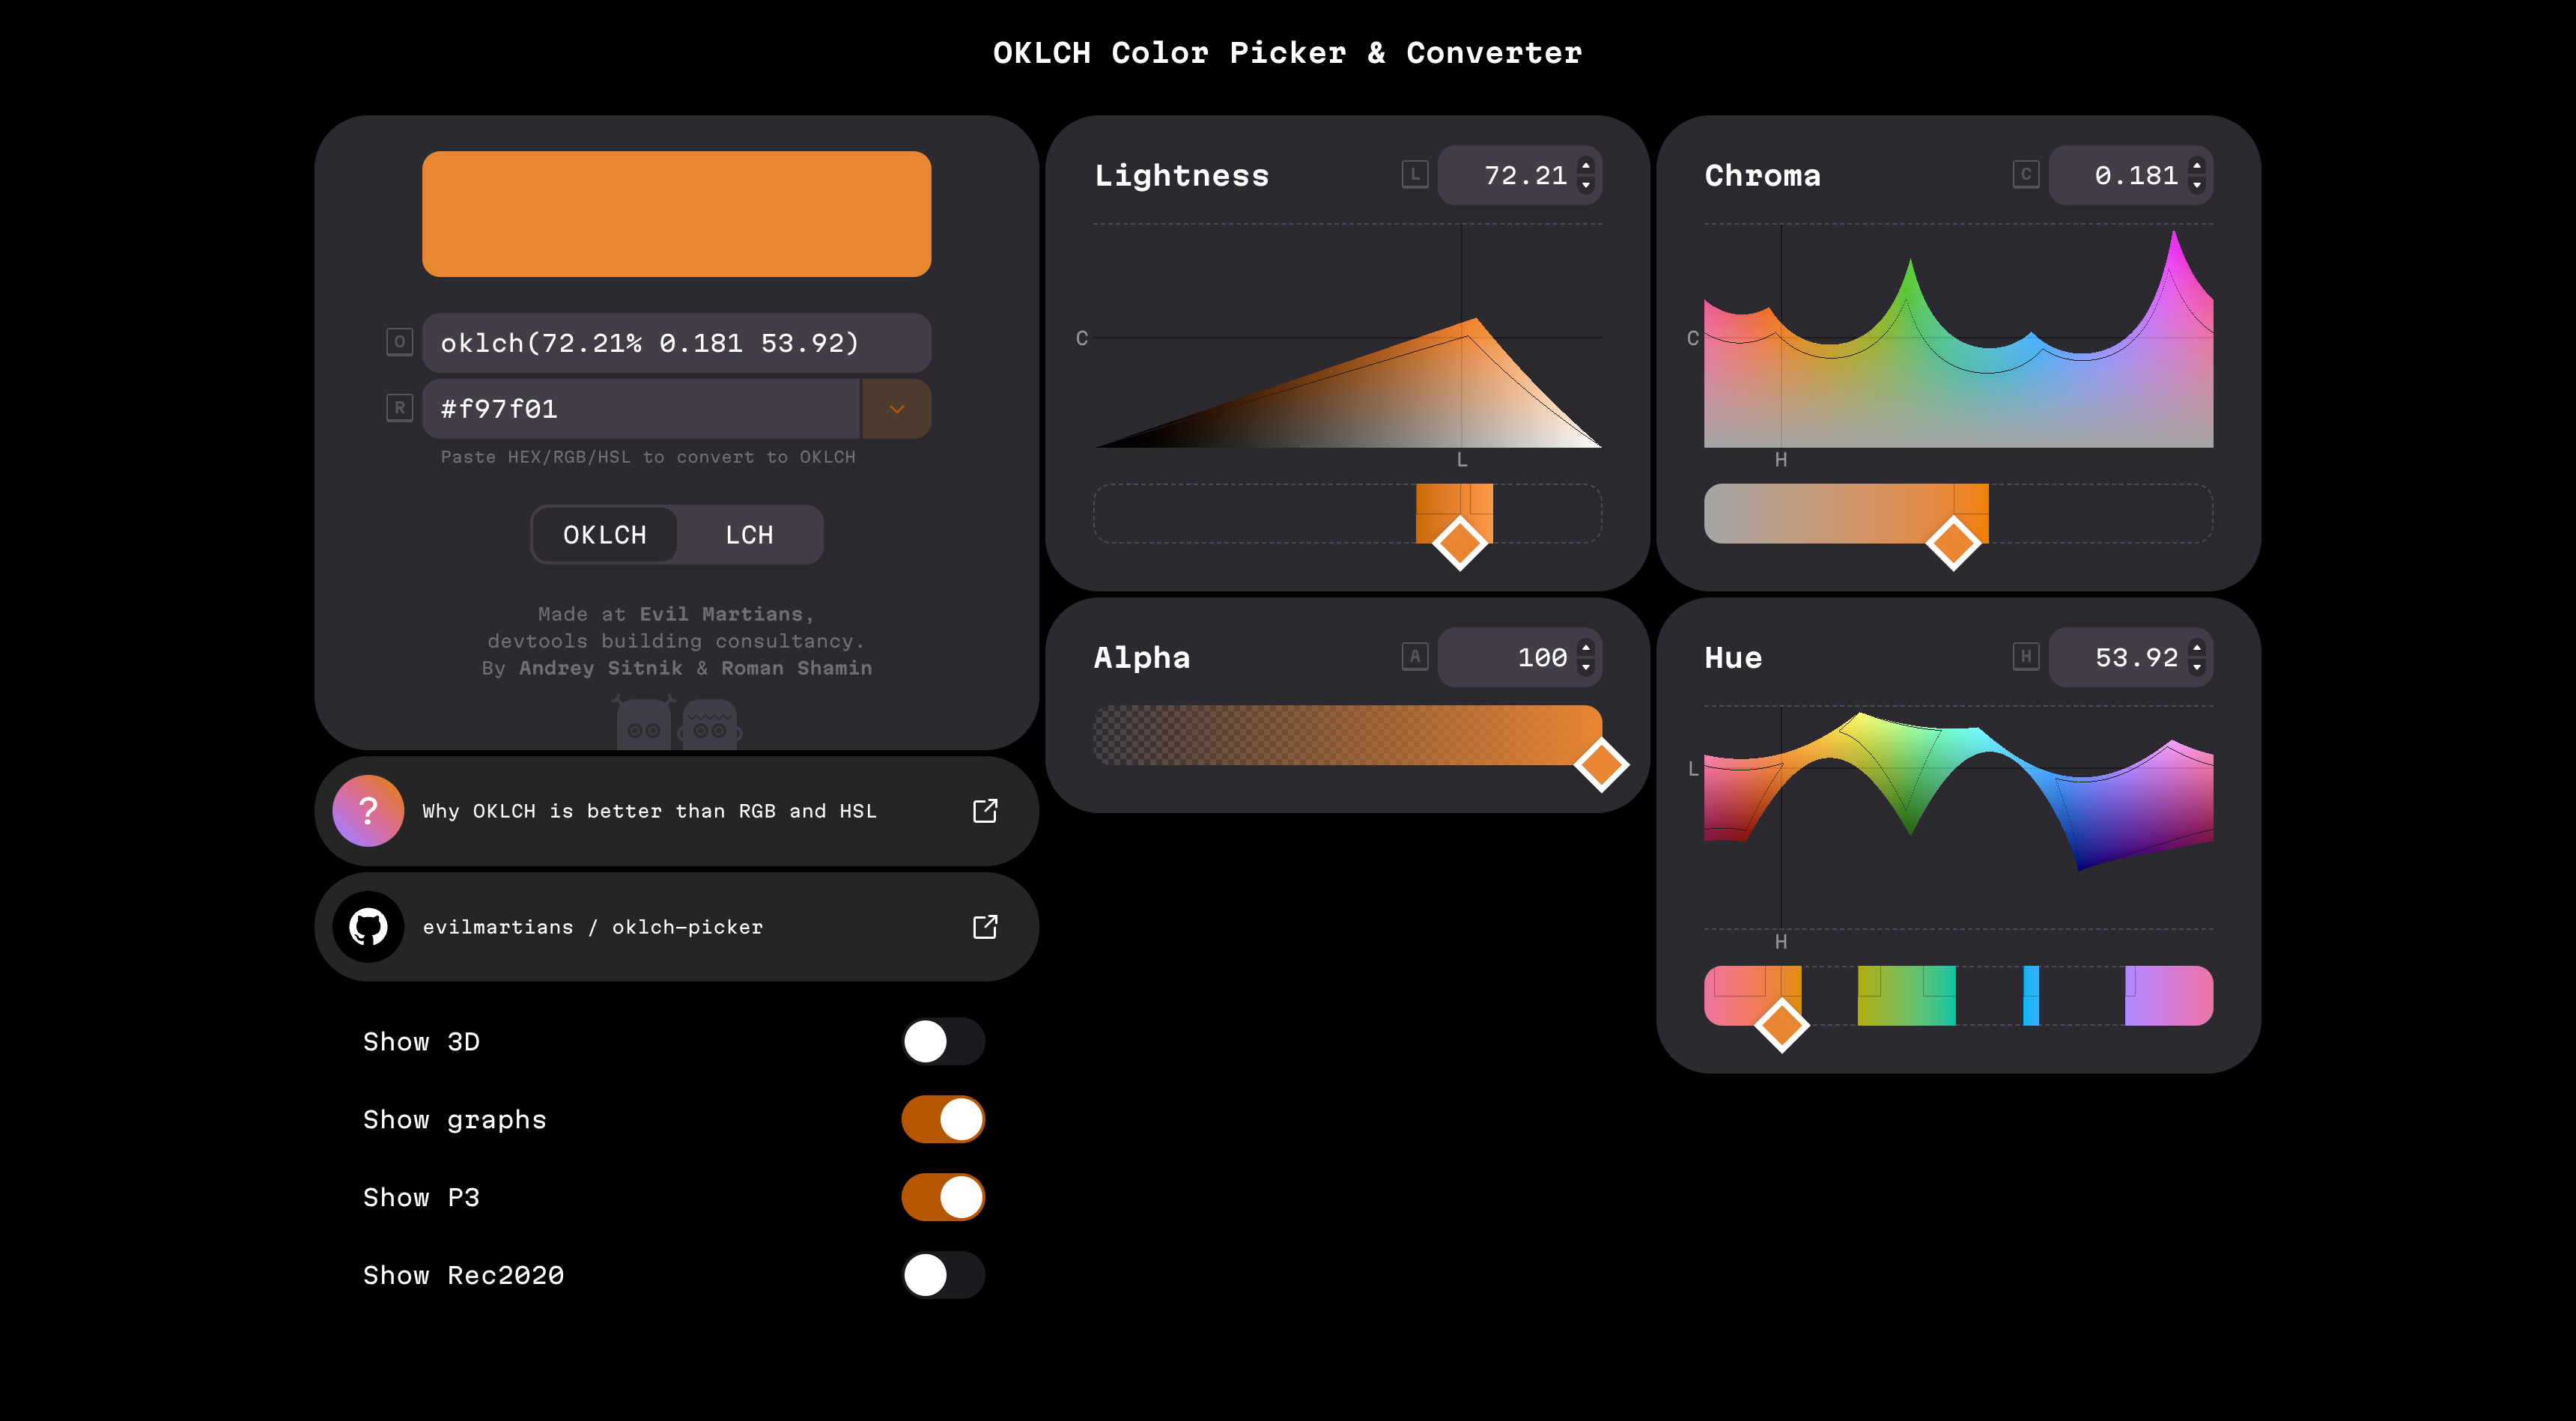 OKLCH Color Picker & Converter
O
oklch(72.21% 0.181 53.92)
R
#f97f01
Paste HEX/RGB/HSL to convert to OKLCH
OKLCH LCH
Made at Evil Martians,
devtools building consultancy.
By Andrey Sitnik & Roman Shamin
? Why OKLCH is better than RGB and HSL
evilmartians / oklch-picker
Show 3D
Show graphs
Show P3
Show Rec2020
Lightness L 72.21
C
L
Alpha A 100
Chroma C 0.181
C
H
Hue H 53.92
L
H